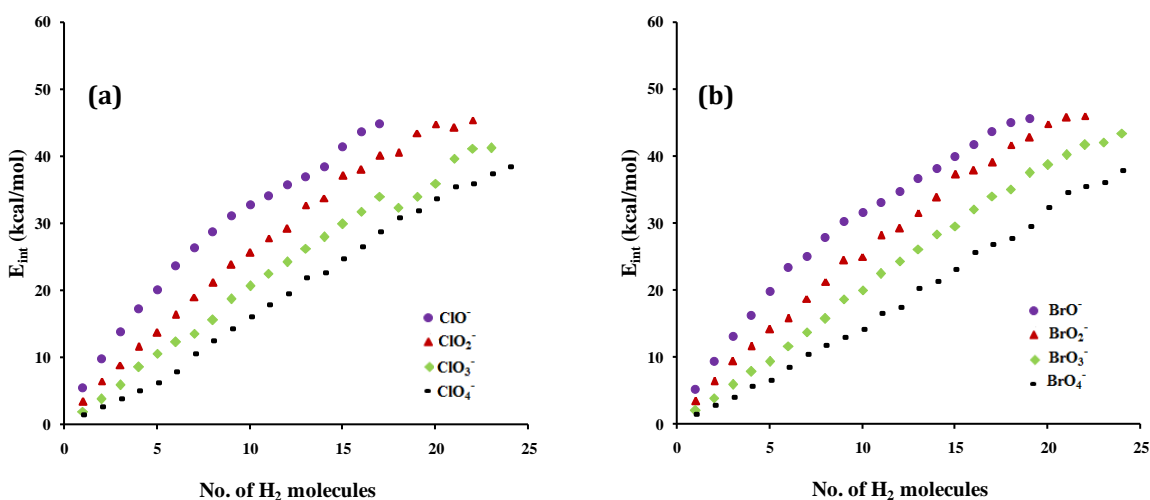 (a)
E_int (kcal/mol)
60
50
40
30
20
10
0
0 5 10 15 20 25
No. of H₂ molecules
ClO⁻
ClO₂⁻
ClO₃⁻
ClO₄⁻
(b)
E_int (kcal/mol)
60
50
40
30
20
10
0
0 5 10 15 20 25
No. of H₂ molecules
BrO⁻
BrO₂⁻
BrO₃⁻
BrO₄⁻